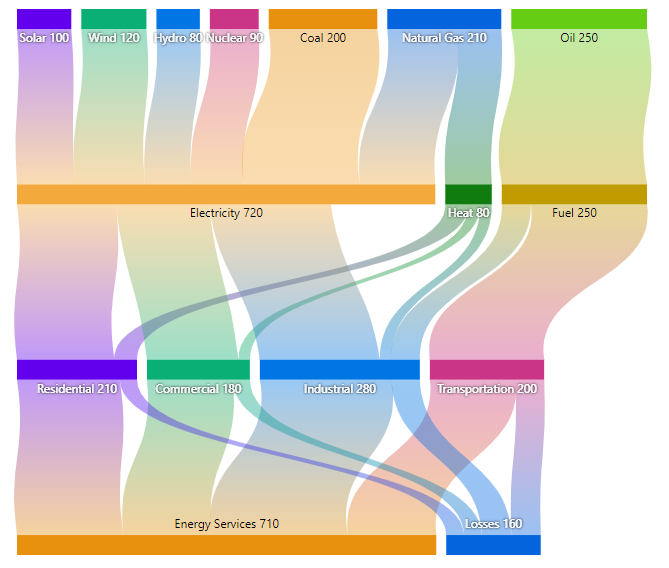 Solar 100
Wind 120
Hydro 80
Nuclear 90
Coal 200
Natural Gas 210
Oil 250
Electricity 720
Heat 80
Fuel 250
Residential 210
Commercial 180
Industrial 280
Transportation 200
Energy Services 710
Losses 160